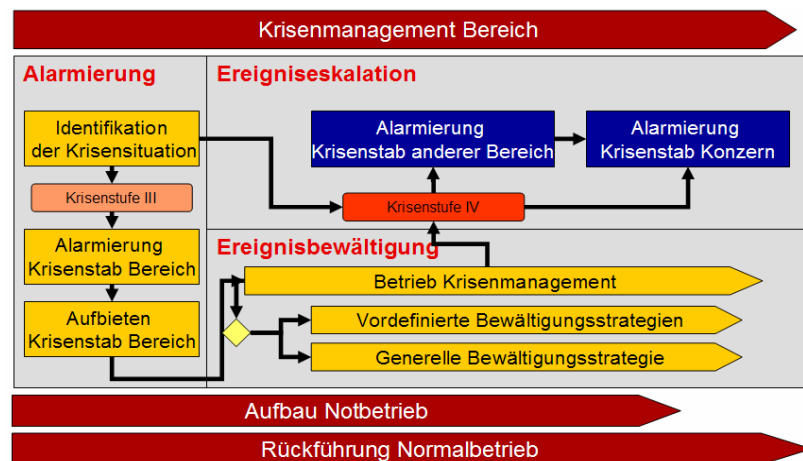 Krisenmanagement Bereich
Alarmierung
Identifikation
der Krisensituation
Krisenstufe III
Alarmierung
Krisenstab Bereich
Aufbieten
Krisenstab Bereich
Ereigniseskalation
Alarmierung
Krisenstab anderer Bereich
Alarmierung
Krisenstab Konzern
Krisenstufe IV
Ereignisbewältigung
Betrieb Krisenmanagement
Vordefinierte Bewältigungsstrategien
Generelle Bewältigungsstrategie
Aufbau Notbetrieb
Rückführung Normalbetrieb